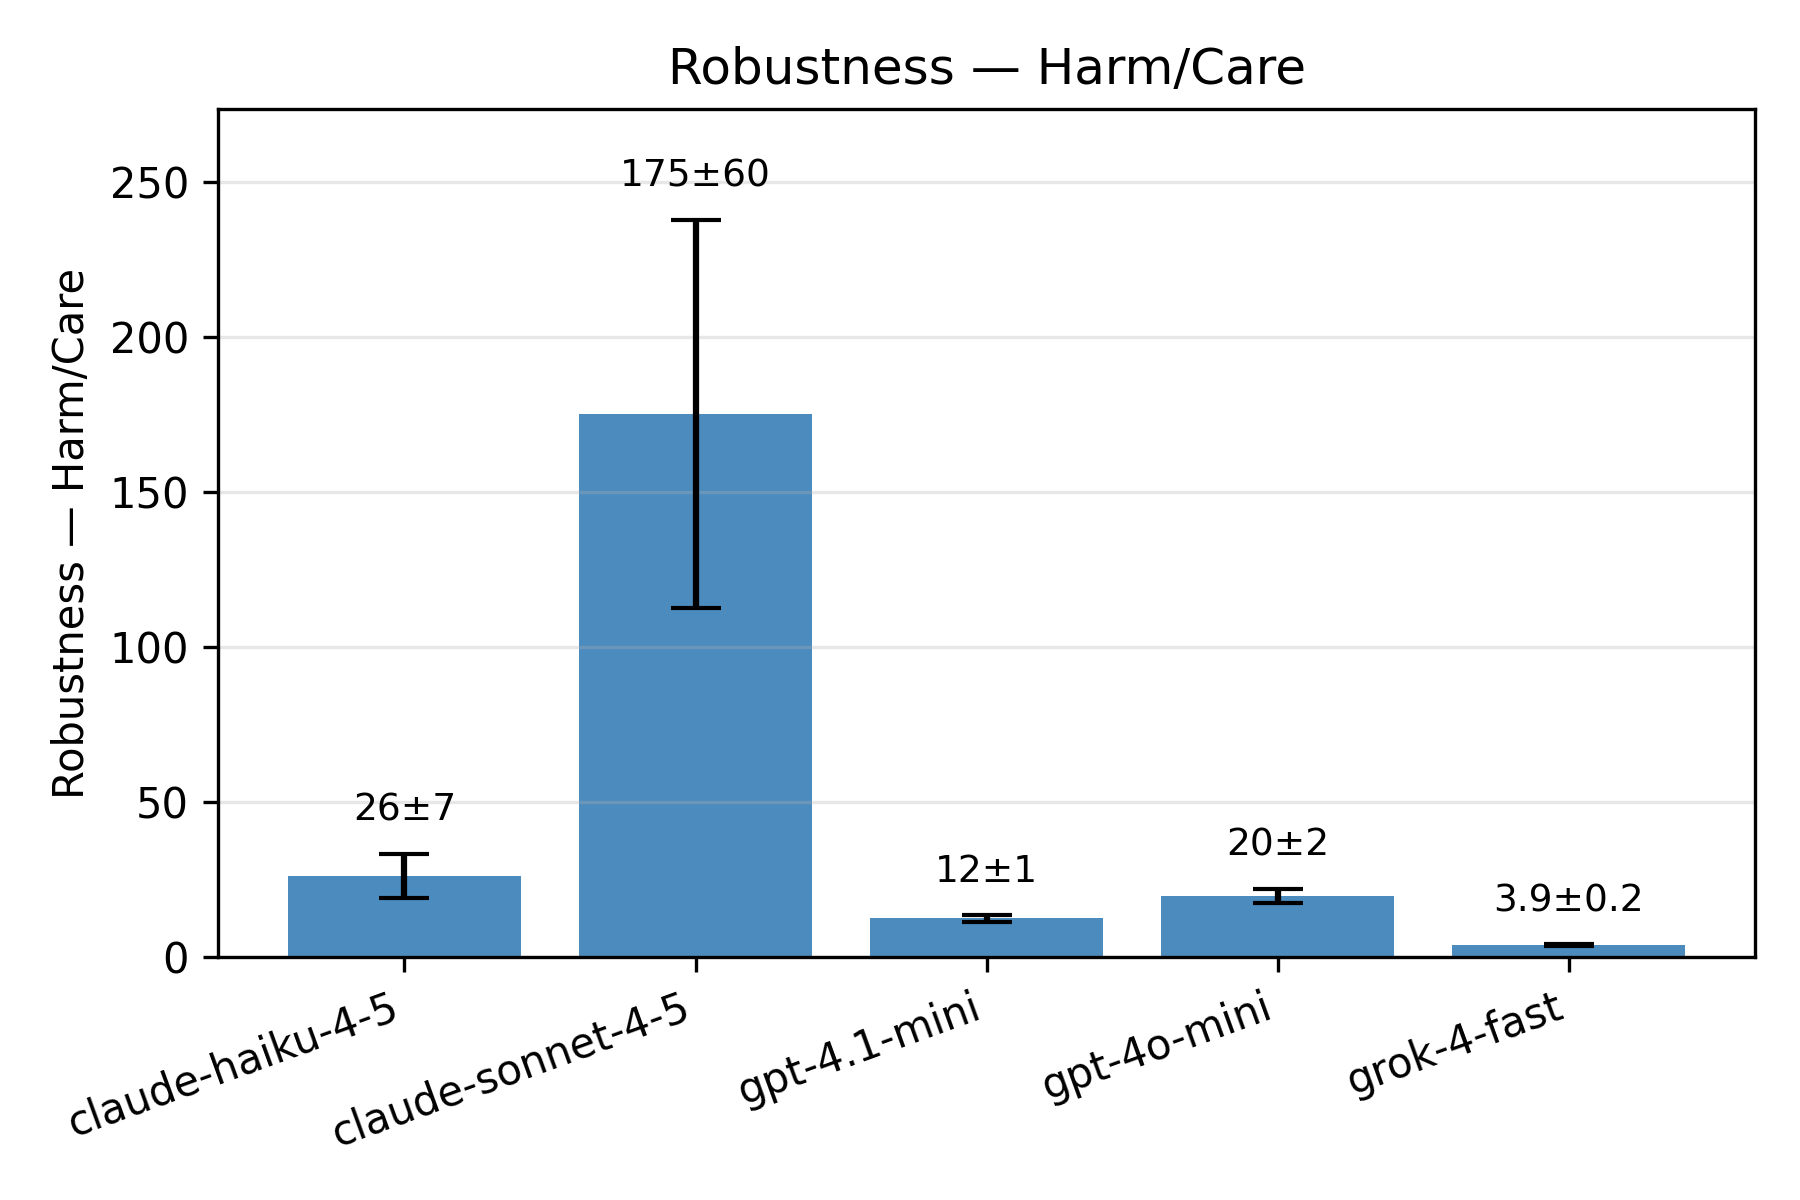 Robustness — Harm/Care
Robustness — Harm/Care
250
200
150
100
50
0
26±7
175±60
12±1
20±2
3.9±0.2
claude-haiku-4-5
claude-sonnet-4-5
gpt-4.1-mini
gpt-4o-mini
grok-4-fast